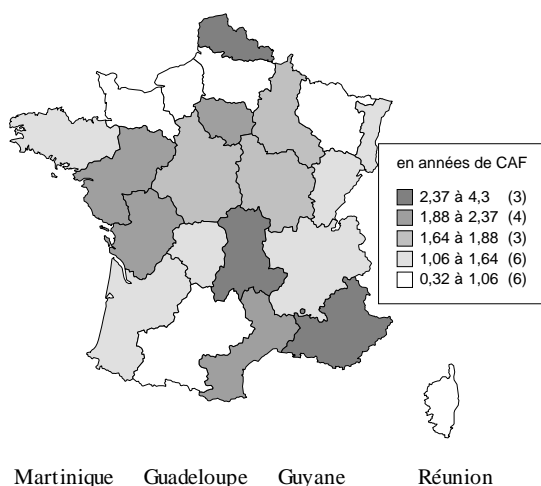 en années de CAF
2,37 à 4,3 (3)
1,88 à 2,37 (4)
1,64 à 1,88 (3)
1,06 à 1,64 (6)
0,32 à 1,06 (6)
Martinique Guadeloupe Guyane Réunion